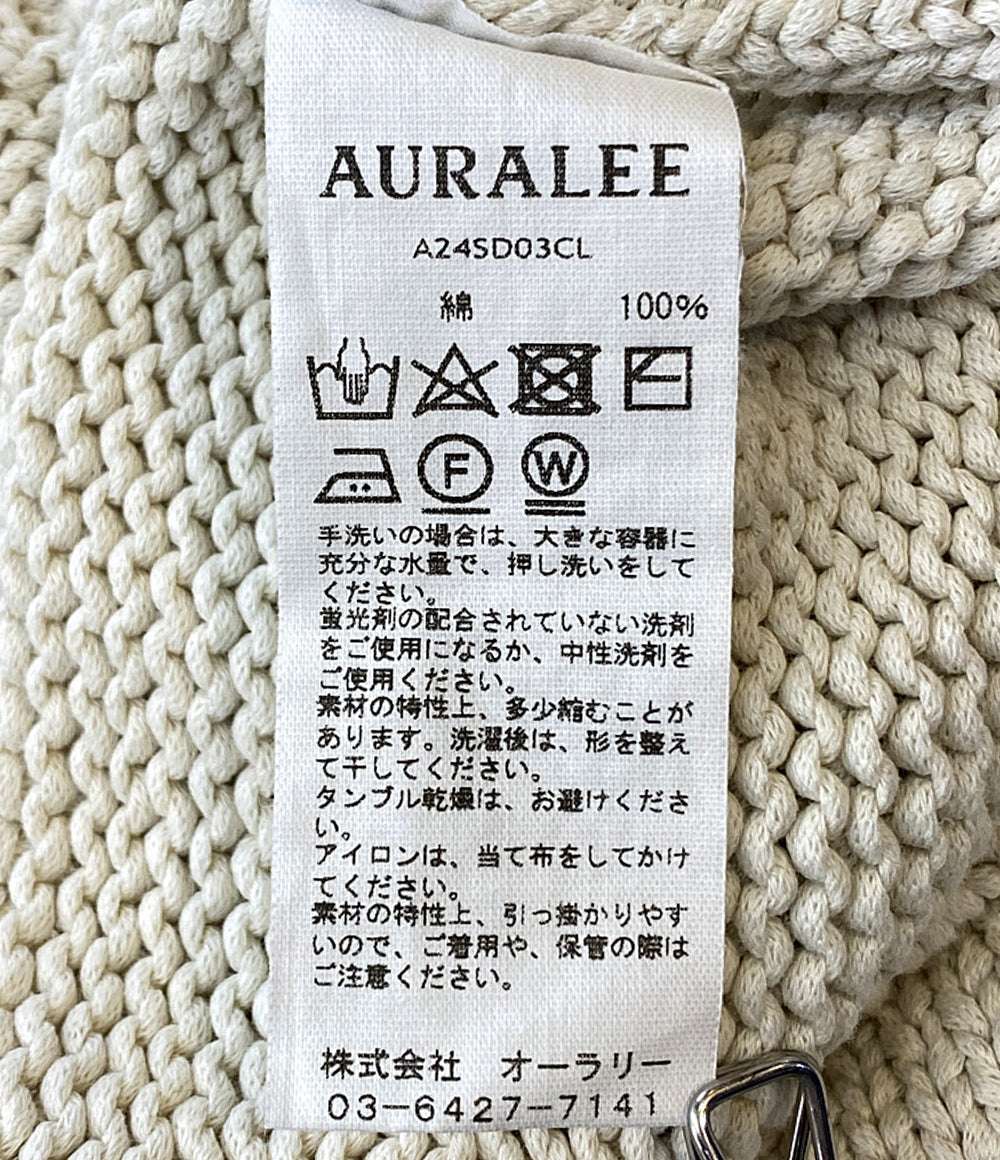 AURALEE
A24SD03CL
綿 100%
F W
手洗いの場合は、大きな容器に
充分な水量で、押し洗いをして
ください。
蛍光剤の配合されていない洗剤
をご使用になるか、中性洗剤を
ご使用ください。
素材の特性上、多少縮むことが
あります。洗濯後は、形を整え
て干してください。
タンブル乾燥は、お避けくださ
い。
アイロンは、当て布をしてかけ
てください。
素材の特性上、引っ掛かりやす
いので、ご着用や、保管の際は
ご注意ください。
株式会社 オーラリー
03-6427-7141